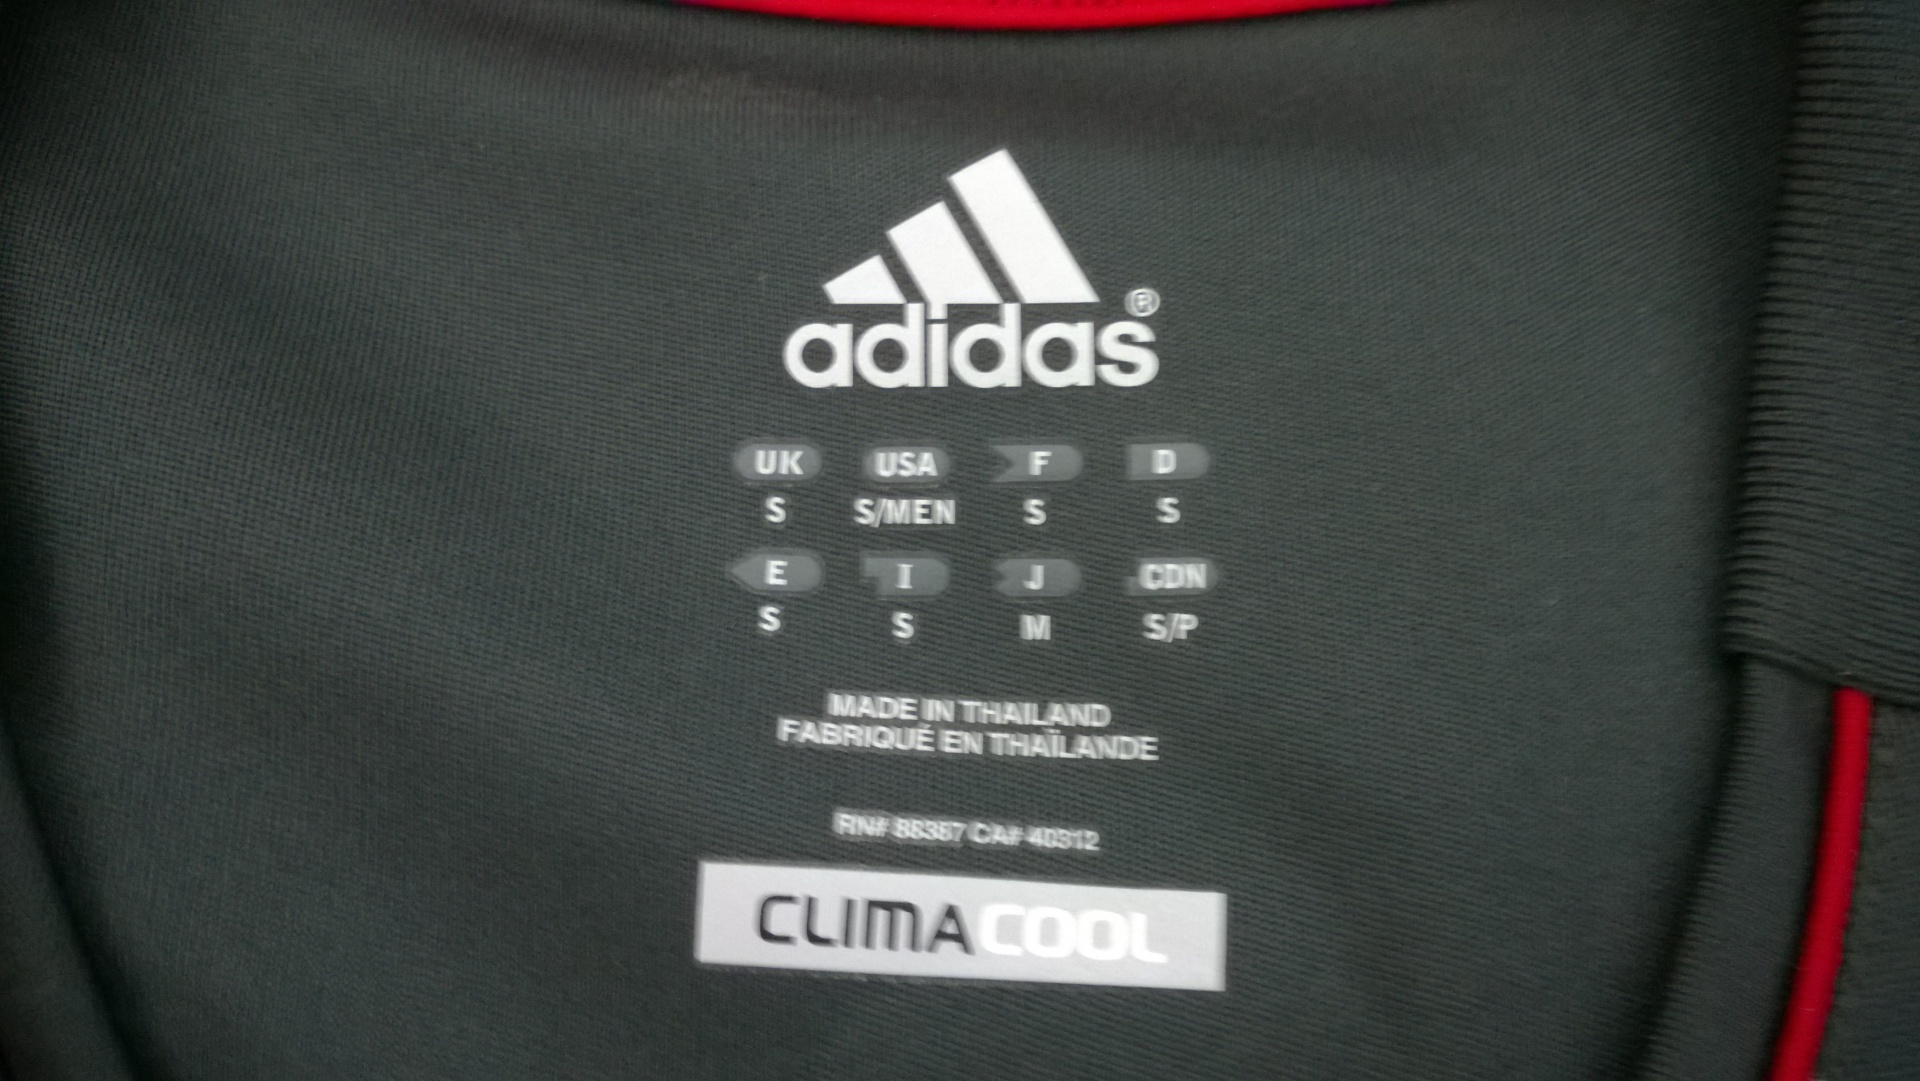 adidas®
UK USA F D
S S/MEN S S
E I J CDN
S S M S/P
MADE IN THAILAND
FABRIQUÉ EN THAÏLANDE
RN# 88387 CA# 40312
CLIMACOOL